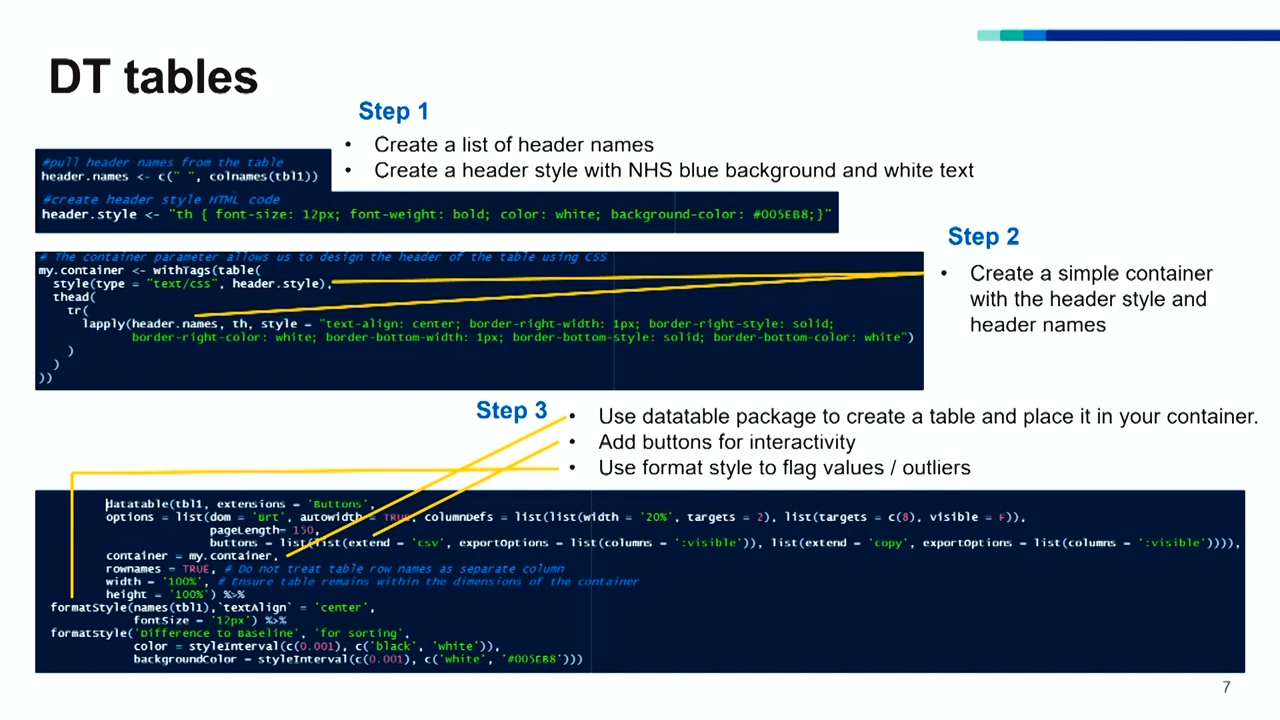 DT tables
Step 1
• Create a list of header names
• Create a header style with NHS blue background and white text
#pull header names from the table
header.names <- c(" ", colnames(tbl1))
#create header style HTML code
header.style <- "th { font-size: 12px; font-weight: bold; color: white; background-color: #005EB8;}"
Step 2
• Create a simple container
with the header style and
header names
# The container parameter allows us to design the header of the table using CSS
my.container <- withTags(table(
style(type = "text/css", header.style),
thead(
tr(
lapply(header.names, th, style = "text-align: center; border-right-width: 1px; border-right-style: solid;
border-right-color: white; border-bottom-width: 1px; border-bottom-style: solid; border-bottom-color: white")
)
)
))
Step 3
• Use datatable package to create a table and place it in your container.
• Add buttons for interactivity
• Use format style to flag values / outliers
datatable(tbl1, extensions = 'Buttons',
options = list(dom = 'Brt', autowidth = TRUE, columnDefs = list(list(width = '20%', targets = 2), list(targets = c(8), visible = F)),
pageLength= 150,
buttons = list(list(extend = 'csv', exportOptions = list(columns = ':visible')), list(extend = 'copy', exportOptions = list(columns = ':visible')))),
container = my.container,
rownames = TRUE, # Do not treat table row names as separate column
width = '100%', # Ensure table remains within the dimensions of the container
height = '100%') %>%
formatStyle(names(tbl1),`textAlign` = 'center',
fontSize = '12px') %>%
formatStyle('Difference to Baseline', 'for sorting',
color = styleInterval(c(0.001), c('black', 'white')),
backgroundColor = styleInterval(c(0.001), c('white', '#005EB8')))
7